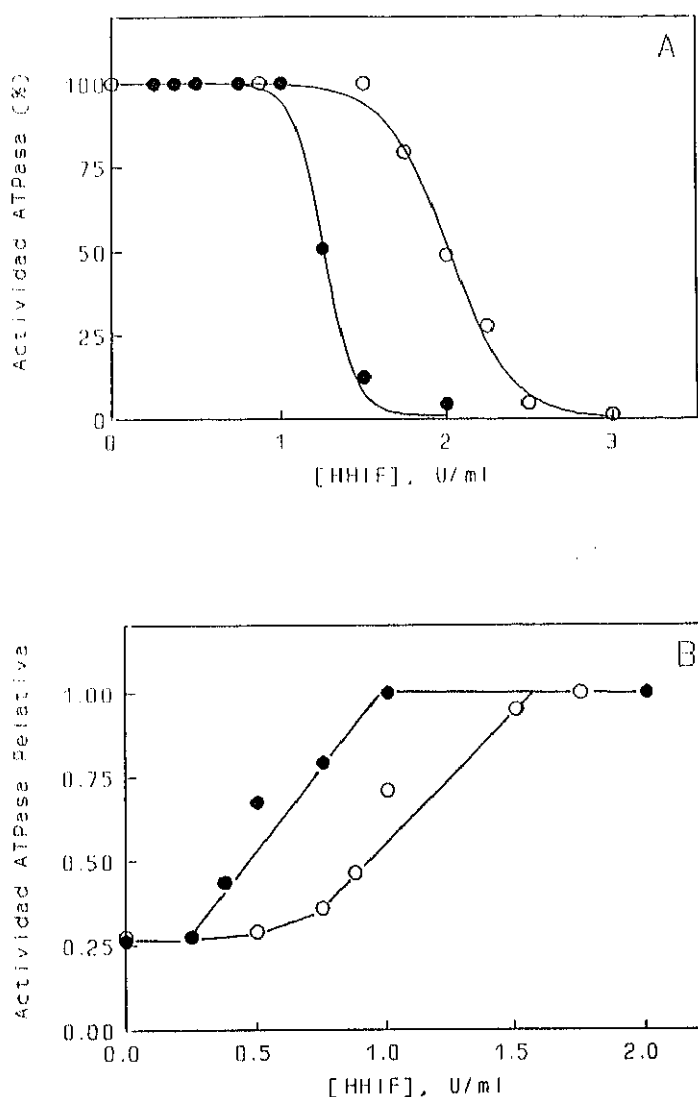 A
Actividad ATPasa (%)
100
75
50
25
0
0 1 2 3
[HHIF], U/ml
B
Actividad ATPasa Relativa
1.00
0.75
0.50
0.25
0.00
0.0 0.5 1.0 1.5 2.0
[HHIF], U/ml